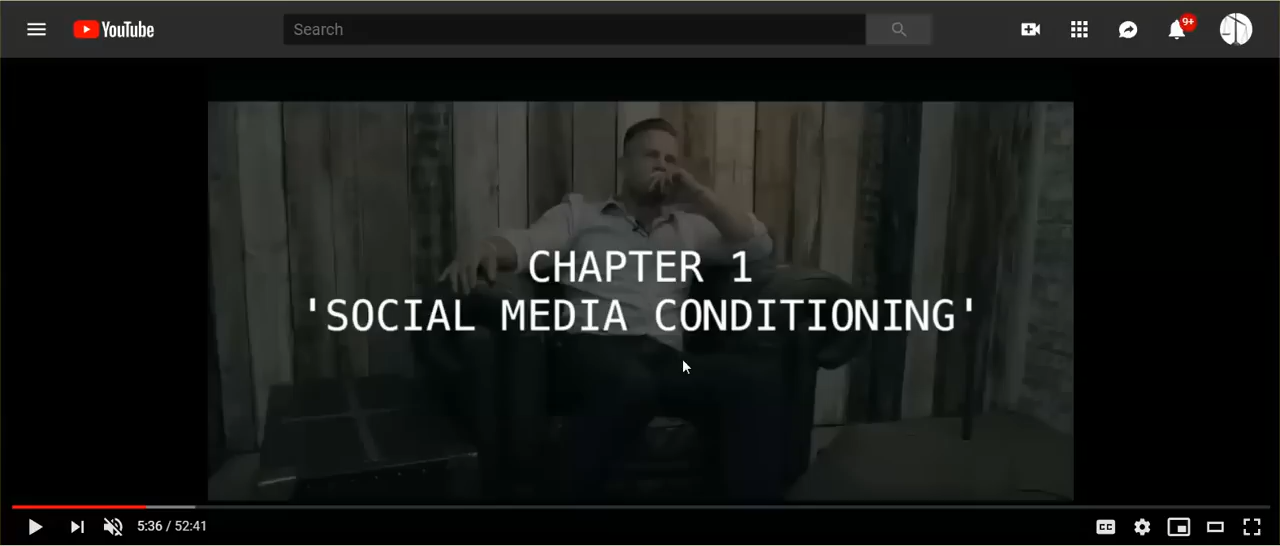 YouTube
Search
9+
CHAPTER 1
'SOCIAL MEDIA CONDITIONING'
5:36 / 52:41
CC